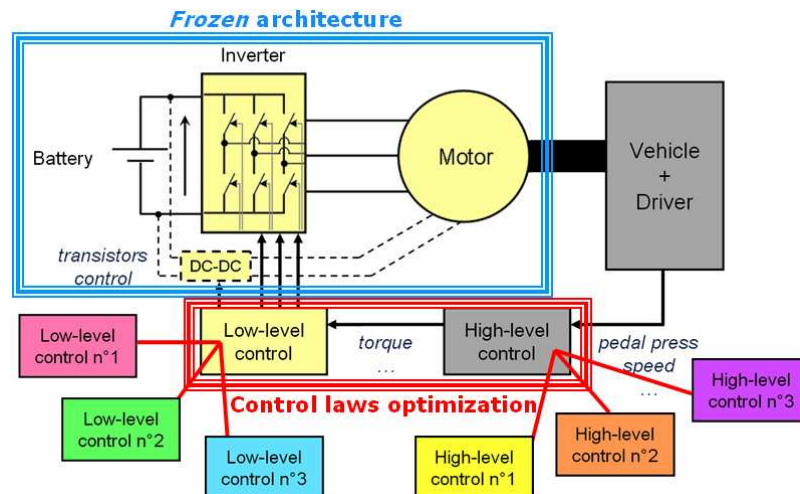 Frozen architecture
Inverter
Battery
Motor
Vehicle
+
Driver
transistors
control
DC-DC
Low-level
control
torque
...
High-level
control
pedal press
speed
...
Low-level
control n°1
Low-level
control n°2
Low-level
control n°3
Control laws optimization
High-level
control n°1
High-level
control n°2
High-level
control n°3